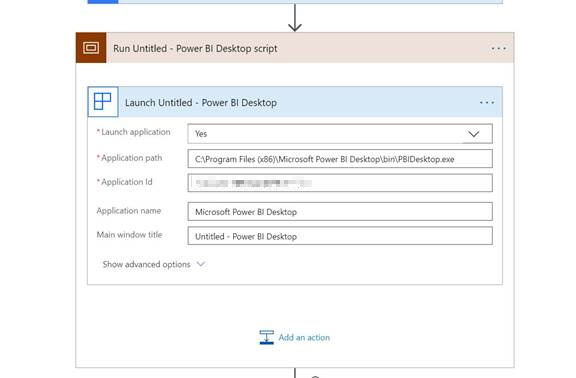 Run Untitled - Power BI Desktop script
Launch Untitled - Power BI Desktop
*Launch application
Yes
*Application path
C:\Program Files (x86)\Microsoft Power BI Desktop\bin\PBIDesktop.exe
*Application Id
Application name
Microsoft Power BI Desktop
Main window title
Untitled - Power BI Desktop
Show advanced options
Add an action